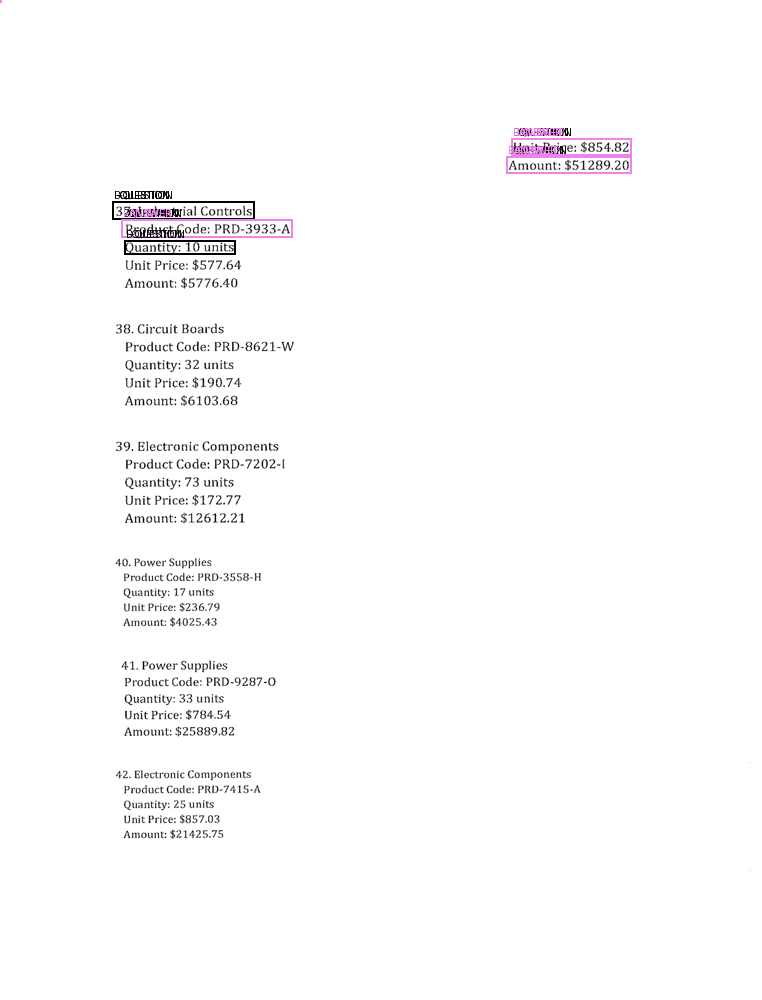 Unit Price: $854.82
Amount: $51289.20
37. Industrial Controls
Product Code: PRD-3933-A
Quantity: 10 units
Unit Price: $577.64
Amount: $5776.40
38. Circuit Boards
Product Code: PRD-8621-W
Quantity: 32 units
Unit Price: $190.74
Amount: $6103.68
39. Electronic Components
Product Code: PRD-7202-I
Quantity: 73 units
Unit Price: $172.77
Amount: $12612.21
40. Power Supplies
Product Code: PRD-3558-H
Quantity: 17 units
Unit Price: $236.79
Amount: $4025.43
41. Power Supplies
Product Code: PRD-9287-O
Quantity: 33 units
Unit Price: $784.54
Amount: $25889.82
42. Electronic Components
Product Code: PRD-7415-A
Quantity: 25 units
Unit Price: $857.03
Amount: $21425.75